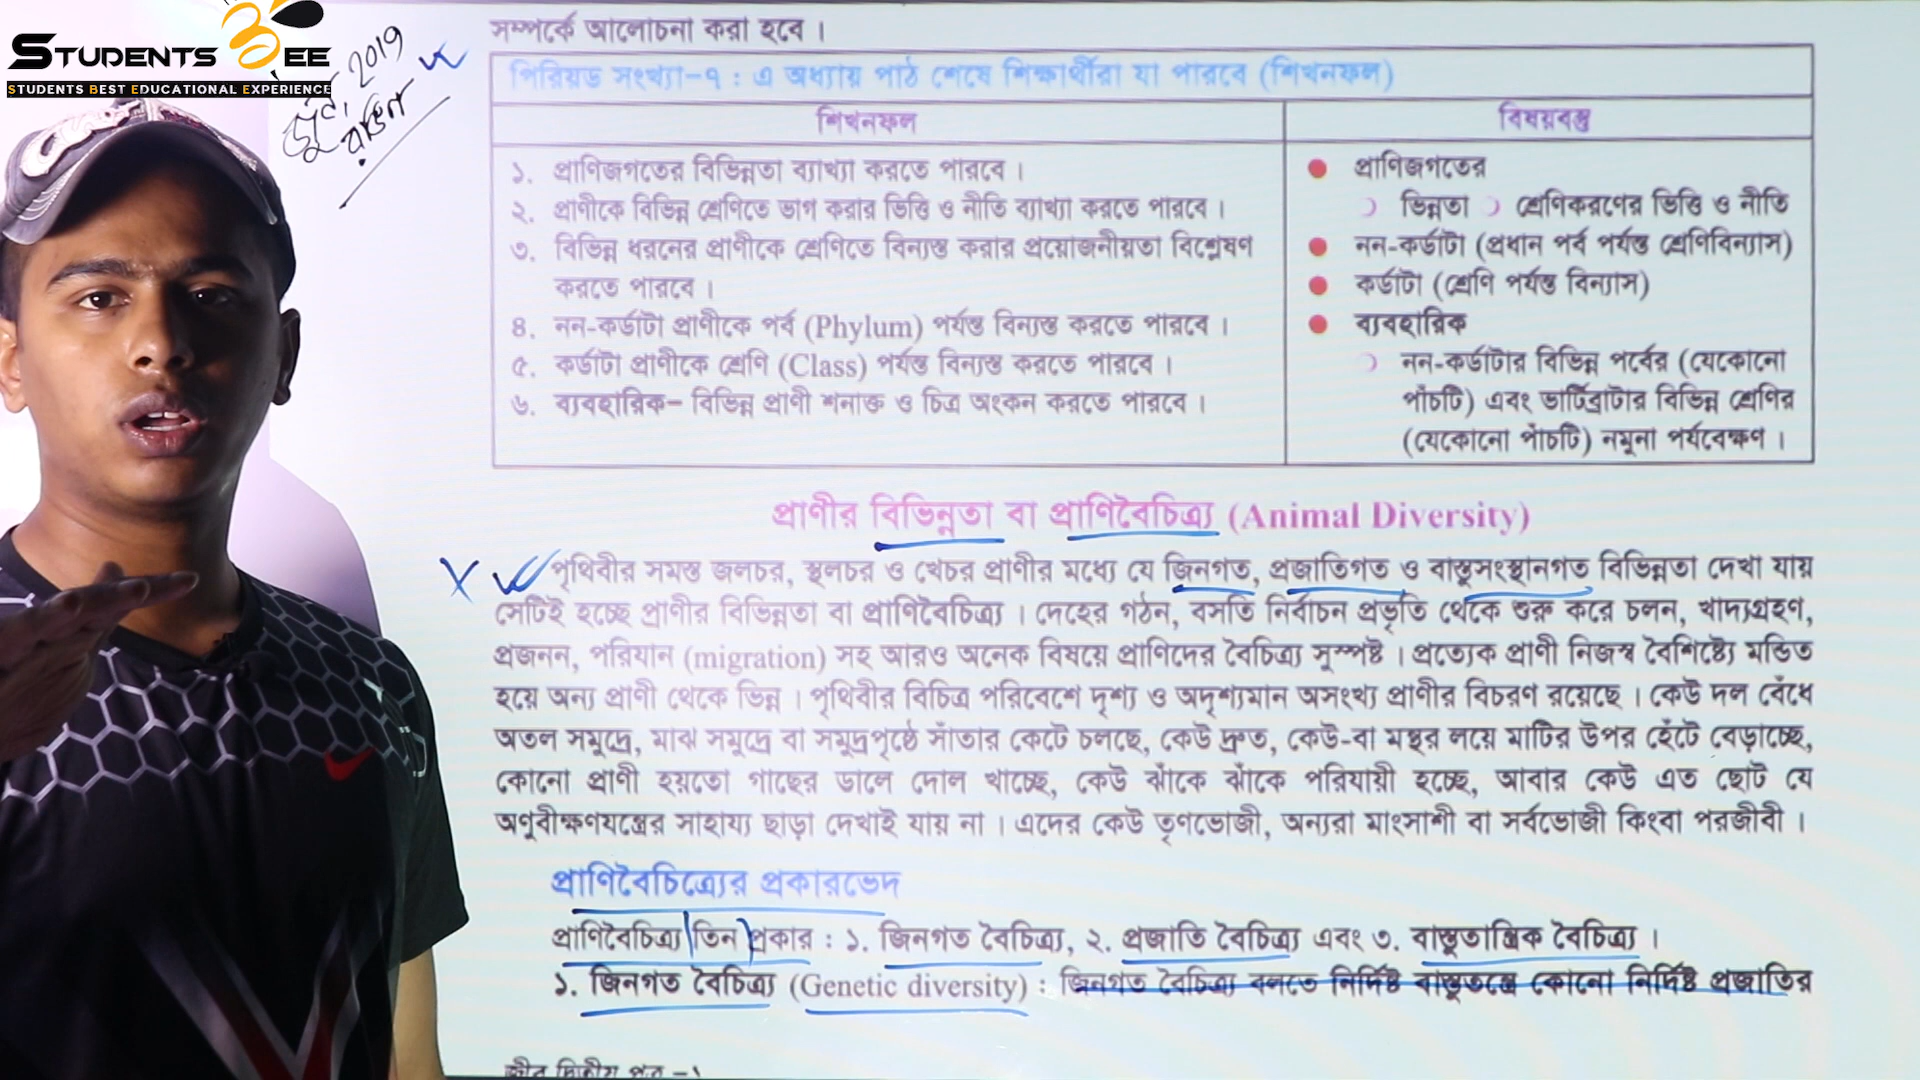 STUDENTS BEE
STUDENTS BEST EDUCATIONAL EXPERIENCE
2019
সম্পর্কে আলোচনা করা হবে ।
পিরিয়ড সংখ্যা-৭ : এ অধ্যায় পাঠ শেষে শিক্ষার্থীরা যা পারবে (শিখনফল)
শিখনফল
১. প্রাণিজগতের বিভিন্নতা ব্যাখ্যা করতে পারবে ।
২. প্রাণীকে বিভিন্ন শ্রেণিতে ভাগ করার ভিত্তি ও নীতি ব্যাখ্যা করতে পারবে ।
৩. বিভিন্ন ধরনের প্রাণীকে শ্রেণিতে বিন্যস্ত করার প্রয়োজনীয়তা বিশ্লেষণ
করতে পারবে ।
৪. নন-কর্ডাটা প্রাণীকে পর্ব (Phylum) পর্যন্ত বিন্যস্ত করতে পারবে ।
৫. কর্ডাটা প্রাণীকে শ্রেণি (Class) পর্যন্ত বিন্যস্ত করতে পারবে ।
৬. ব্যবহারিক– বিভিন্ন প্রাণী শনাক্ত ও চিত্র অংকন করতে পারবে ।
বিষয়বস্তু
প্রাণিজগতের
ভিন্নতা শ্রেণিকরণের ভিত্তি ও নীতি
নন-কর্ডাটা (প্রধান পর্ব পর্যন্ত শ্রেণিবিন্যাস)
কর্ডাটা (শ্রেণি পর্যন্ত বিন্যাস)
ব্যবহারিক
নন-কর্ডাটার বিভিন্ন পর্বের (যেকোনো
পাঁচটি) এবং ভার্টিব্রাটার বিভিন্ন শ্রেণির
(যেকোনো পাঁচটি) নমুনা পর্যবেক্ষণ ।
প্রাণীর বিভিন্নতা বা প্রাণিবৈচিত্র্য (Animal Diversity)
পৃথিবীর সমস্ত জলচর, স্থলচর ও খেচর প্রাণীর মধ্যে যে জিনগত, প্রজাতিগত ও বাস্তুসংস্থানগত বিভিন্নতা দেখা যায়
সেটিই হচ্ছে প্রাণীর বিভিন্নতা বা প্রাণিবৈচিত্র্য । দেহের গঠন, বসতি নির্বাচন প্রভৃতি থেকে শুরু করে চলন, খাদ্যগ্রহণ,
প্রজনন, পরিযান (migration) সহ আরও অনেক বিষয়ে প্রাণিদের বৈচিত্র্য সুস্পষ্ট । প্রত্যেক প্রাণী নিজস্ব বৈশিষ্ট্যে মন্ডিত
হয়ে অন্য প্রাণী থেকে ভিন্ন । পৃথিবীর বিচিত্র পরিবেশে দৃশ্য ও অদৃশ্যমান অসংখ্য প্রাণীর বিচরণ রয়েছে । কেউ দল বেঁধে
অতল সমুদ্রে, মাঝ সমুদ্রে বা সমুদ্রপৃষ্ঠে সাঁতার কেটে চলছে, কেউ দ্রুত, কেউ-বা মন্থর লয়ে মাটির উপর হেঁটে বেড়াচ্ছে,
কোনো প্রাণী হয়তো গাছের ডালে দোল খাচ্ছে, কেউ ঝাঁকে ঝাঁকে পরিযায়ী হচ্ছে, আবার কেউ এত ছোট যে
অণুবীক্ষণযন্ত্রের সাহায্য ছাড়া দেখাই যায় না । এদের কেউ তৃণভোজী, অন্যরা মাংসাশী বা সর্বভোজী কিংবা পরজীবী ।
প্রাণিবৈচিত্র্যের প্রকারভেদ
প্রাণিবৈচিত্র্য তিন প্রকার : ১. জিনগত বৈচিত্র্য, ২. প্রজাতি বৈচিত্র্য এবং ৩. বাস্তুতান্ত্রিক বৈচিত্র্য ।
১. জিনগত বৈচিত্র্য (Genetic diversity) : জিনগত বৈচিত্র্য বলতে নির্দিষ্ট বাস্তুতন্ত্রে কোনো নির্দিষ্ট প্রজাতির